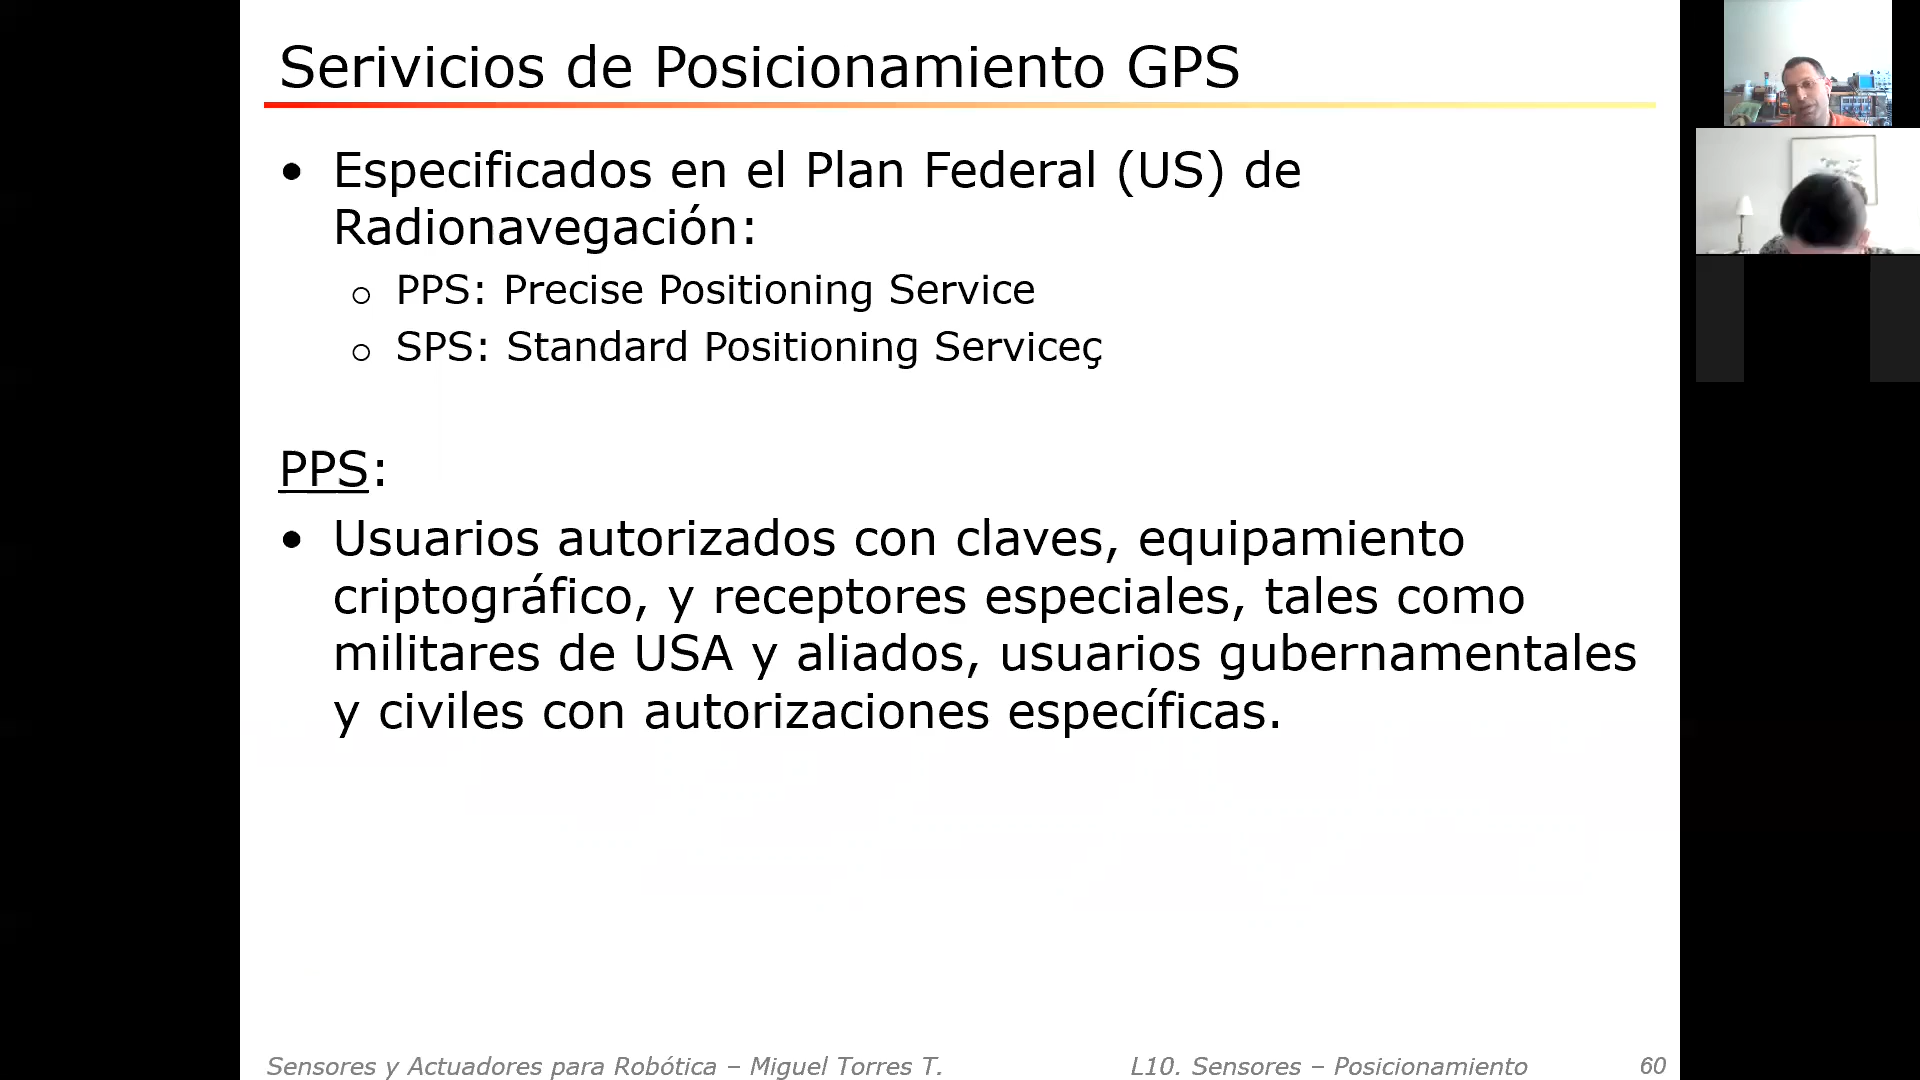 Serivicios de Posicionamiento GPS
• Especificados en el Plan Federal (US) de
Radionavegación:
○ PPS: Precise Positioning Service
○ SPS: Standard Positioning Serviceç
PPS:
• Usuarios autorizados con claves, equipamiento
criptográfico, y receptores especiales, tales como
militares de USA y aliados, usuarios gubernamentales
y civiles con autorizaciones específicas.
Sensores y Actuadores para Robótica – Miguel Torres T. L10. Sensores – Posicionamiento 60